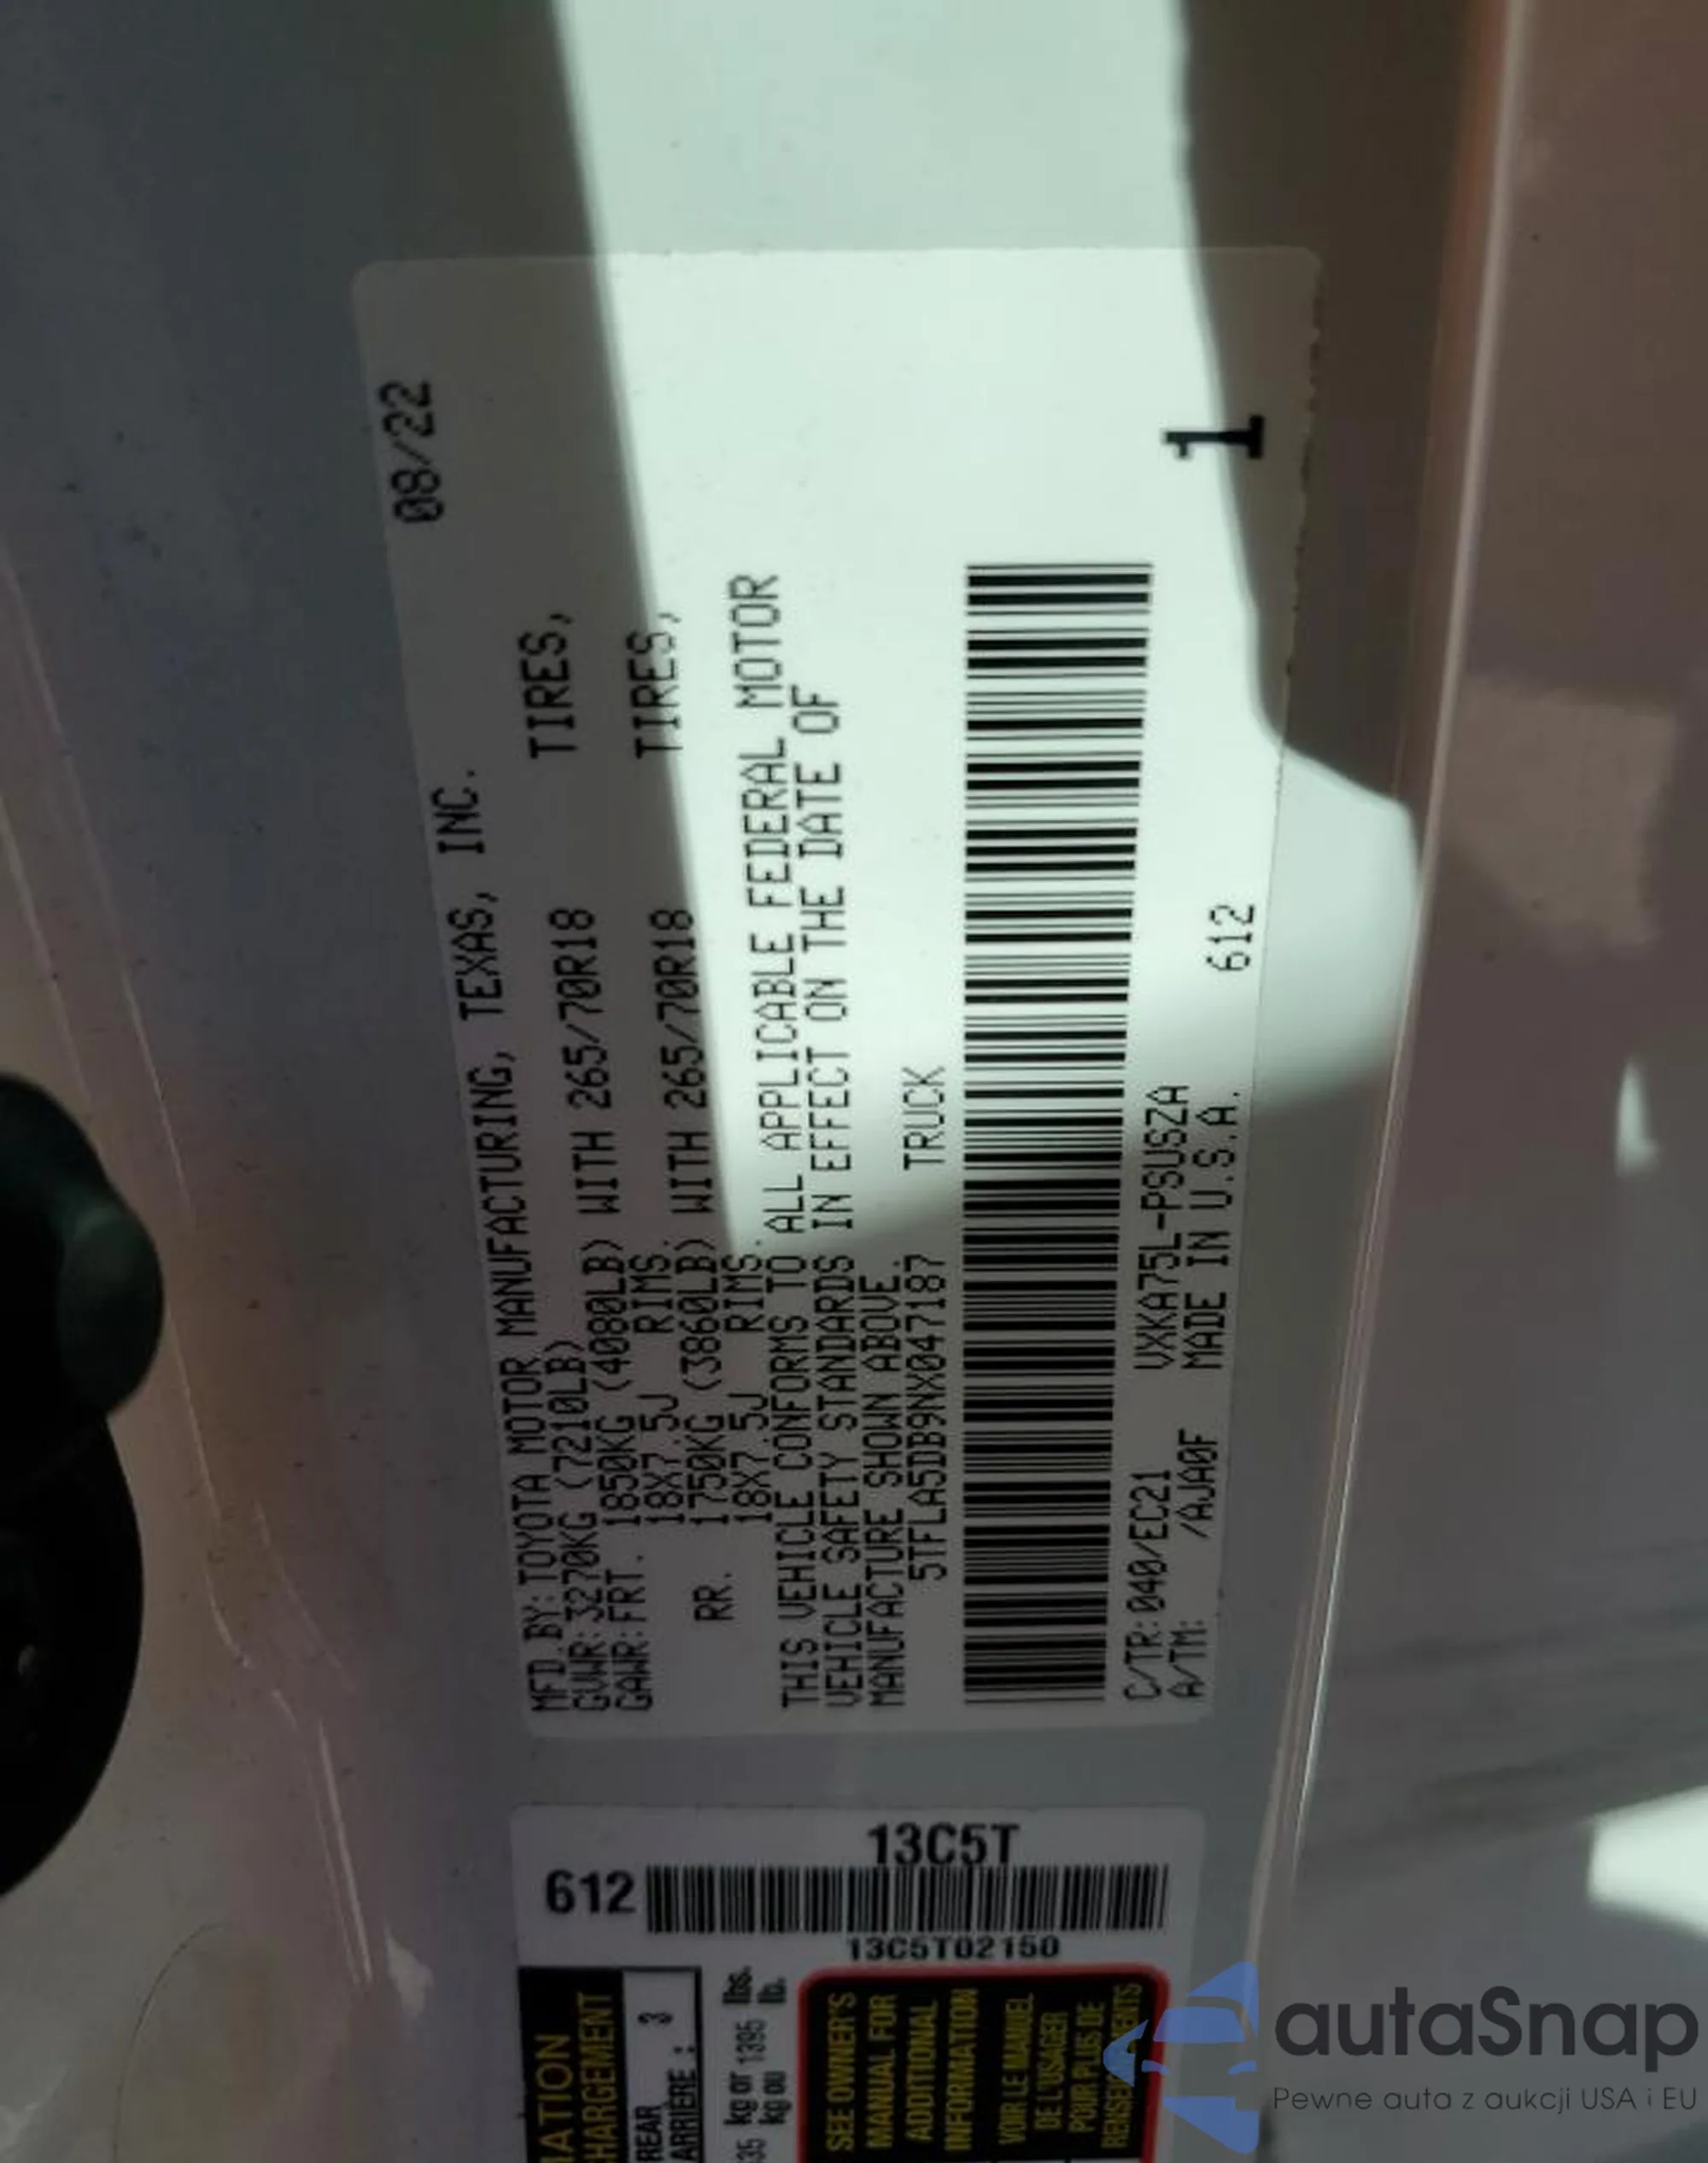 08/22
MFD.BY:TOYOTA MOTOR MANUFACTURING, TEXAS, INC.
GVWR:3270KG (7210LB)
GAWR:FRT. 1850KG (4080LB) WITH 265/70R18 TIRES,
18X7.5J RIMS.
RR. 1750KG (3860LB) WITH 265/70R18 TIRES,
18X7.5J RIMS.
THIS VEHICLE CONFORMS TO ALL APPLICABLE FEDERAL MOTOR
VEHICLE SAFETY STANDARDS IN EFFECT ON THE DATE OF
MANUFACTURE SHOWN ABOVE.
5TFLA5DB9NX047187 TRUCK
C/TR:040/EC21 VXKA75L-PSUSZA
A/TM: /AJA0F MADE IN U.S.A. 612
1
13C5T
612
13C5T02150
REAR
ARRIÈRE : 3
kg or 1395 lbs.
kg ou lb.
SEE OWNER'S
MANUAL FOR
ADDITIONAL
INFORMATION
VOIR LE MANUEL
DE L'USAGER
POUR PLUS DE
RENSEIGNEMENTS
autaSnap
Pewne auta z aukcji USA i EU